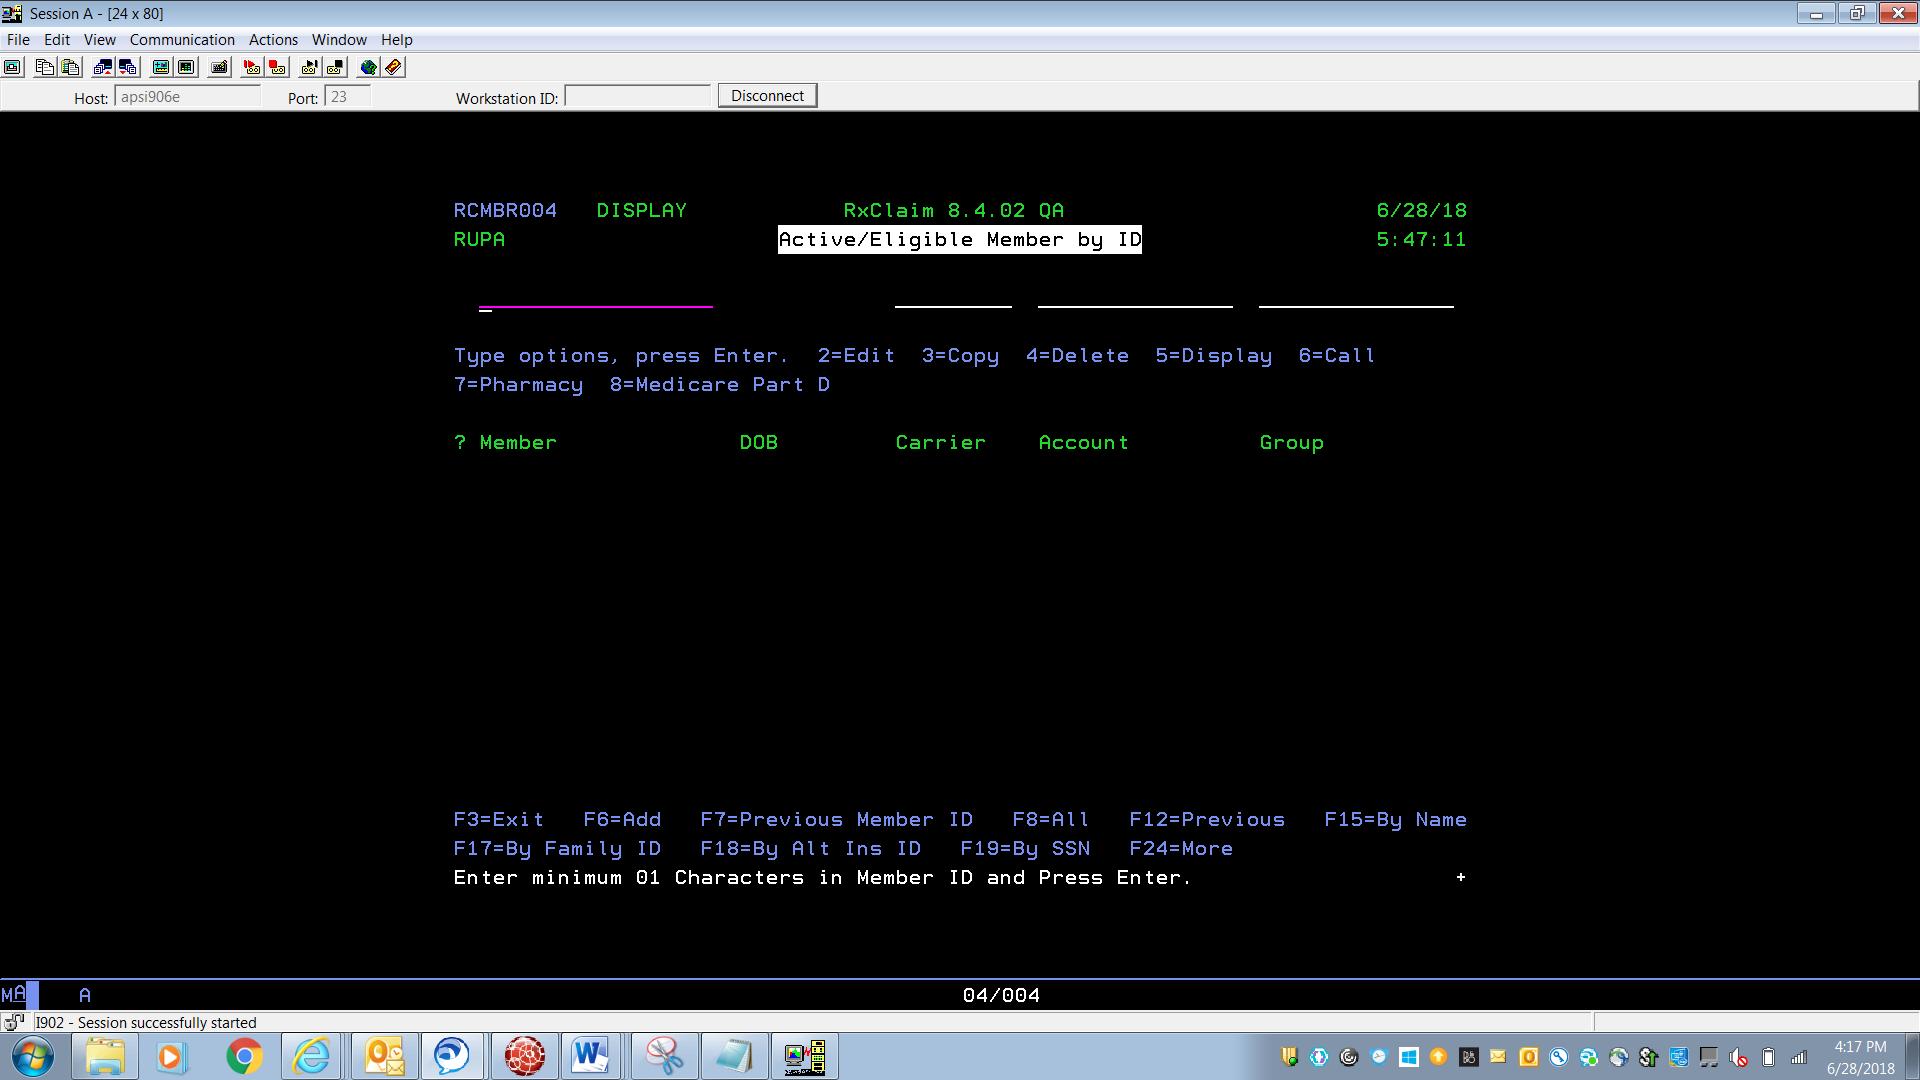 Session A - [24 x 80]
File Edit View Communication Actions Window Help
Host: apsi906e Port: 23 Workstation ID: Disconnect
RCMBR004 DISPLAY RxClaim 8.4.02 QA 6/28/18
RUPA Active/Eligible Member by ID 5:47:11
Type options, press Enter. 2=Edit 3=Copy 4=Delete 5=Display 6=Call
7=Pharmacy 8=Medicare Part D
? Member DOB Carrier Account Group
F3=Exit F6=Add F7=Previous Member ID F8=All F12=Previous F15=By Name
F17=By Family ID F18=By Alt Ins ID F19=By SSN F24=More
Enter minimum 01 Characters in Member ID and Press Enter. +
MA A 04/004
I902 - Session successfully started
4:17 PM
6/28/2018